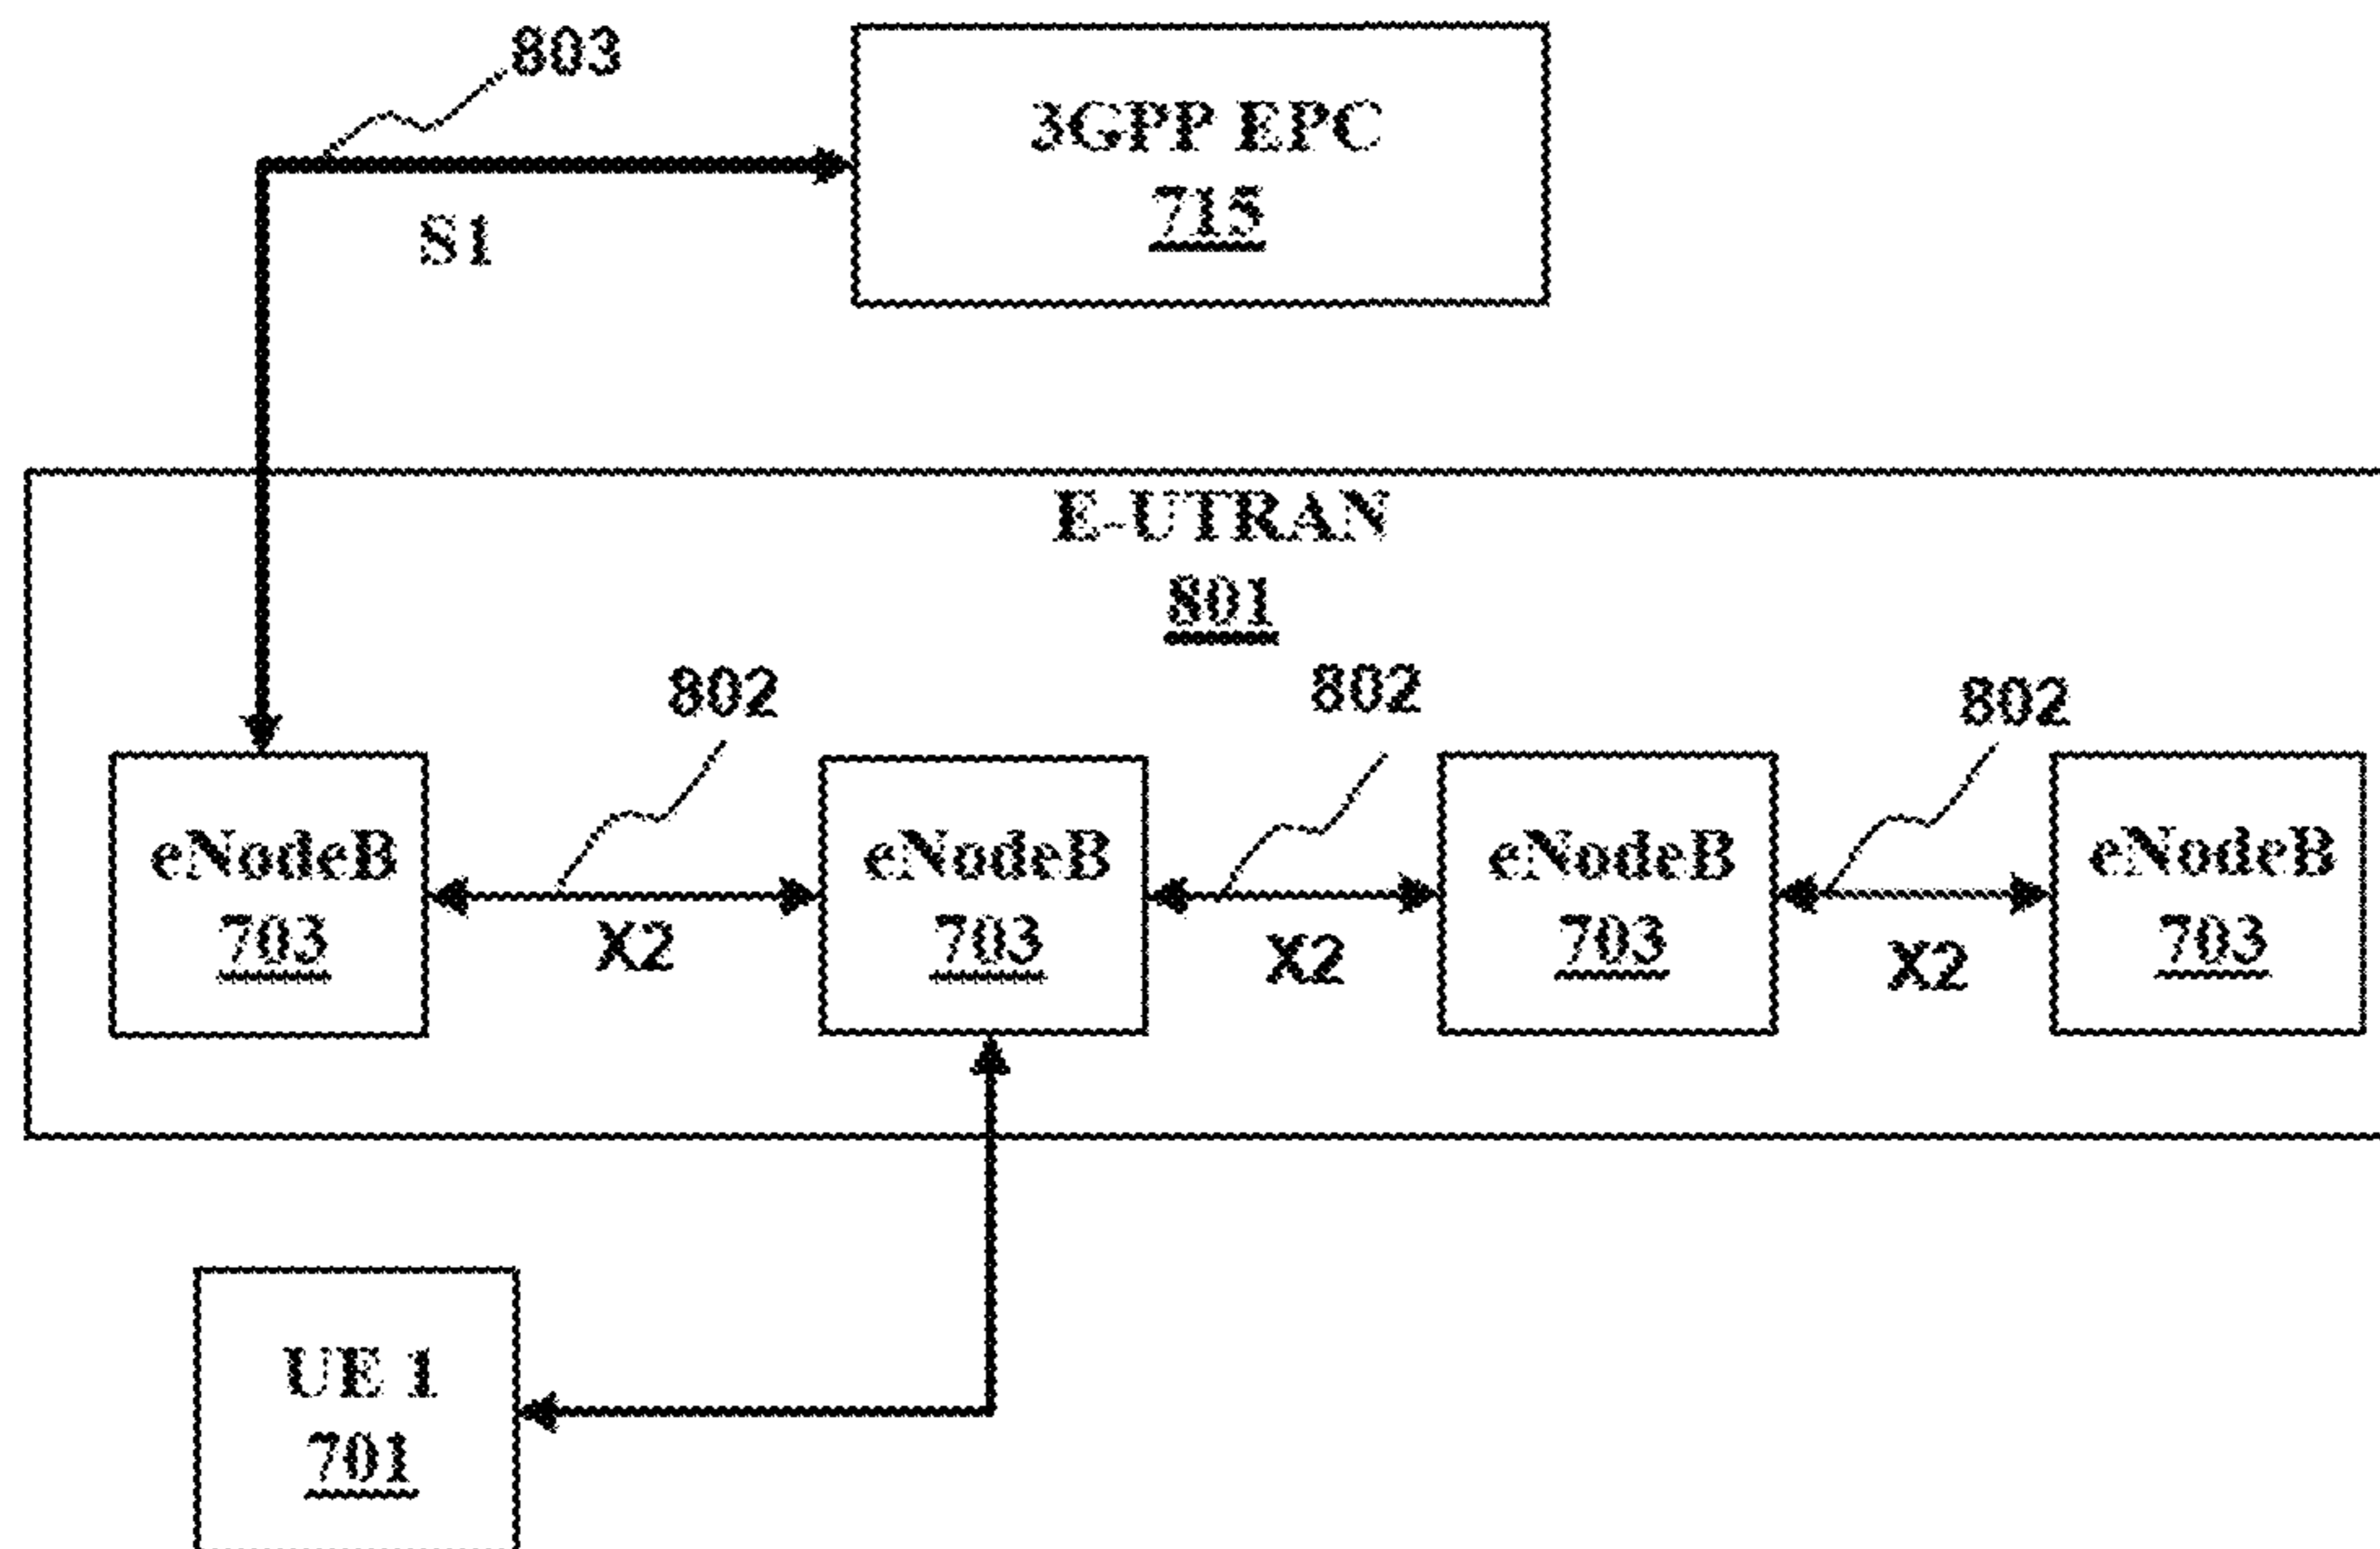 803
3GPP EPC
715
S1
E-UTRAN
801
802
802
802
eNodeB
703
eNodeB
703
eNodeB
703
eNodeB
703
X2
X2
X2
UE 1
701